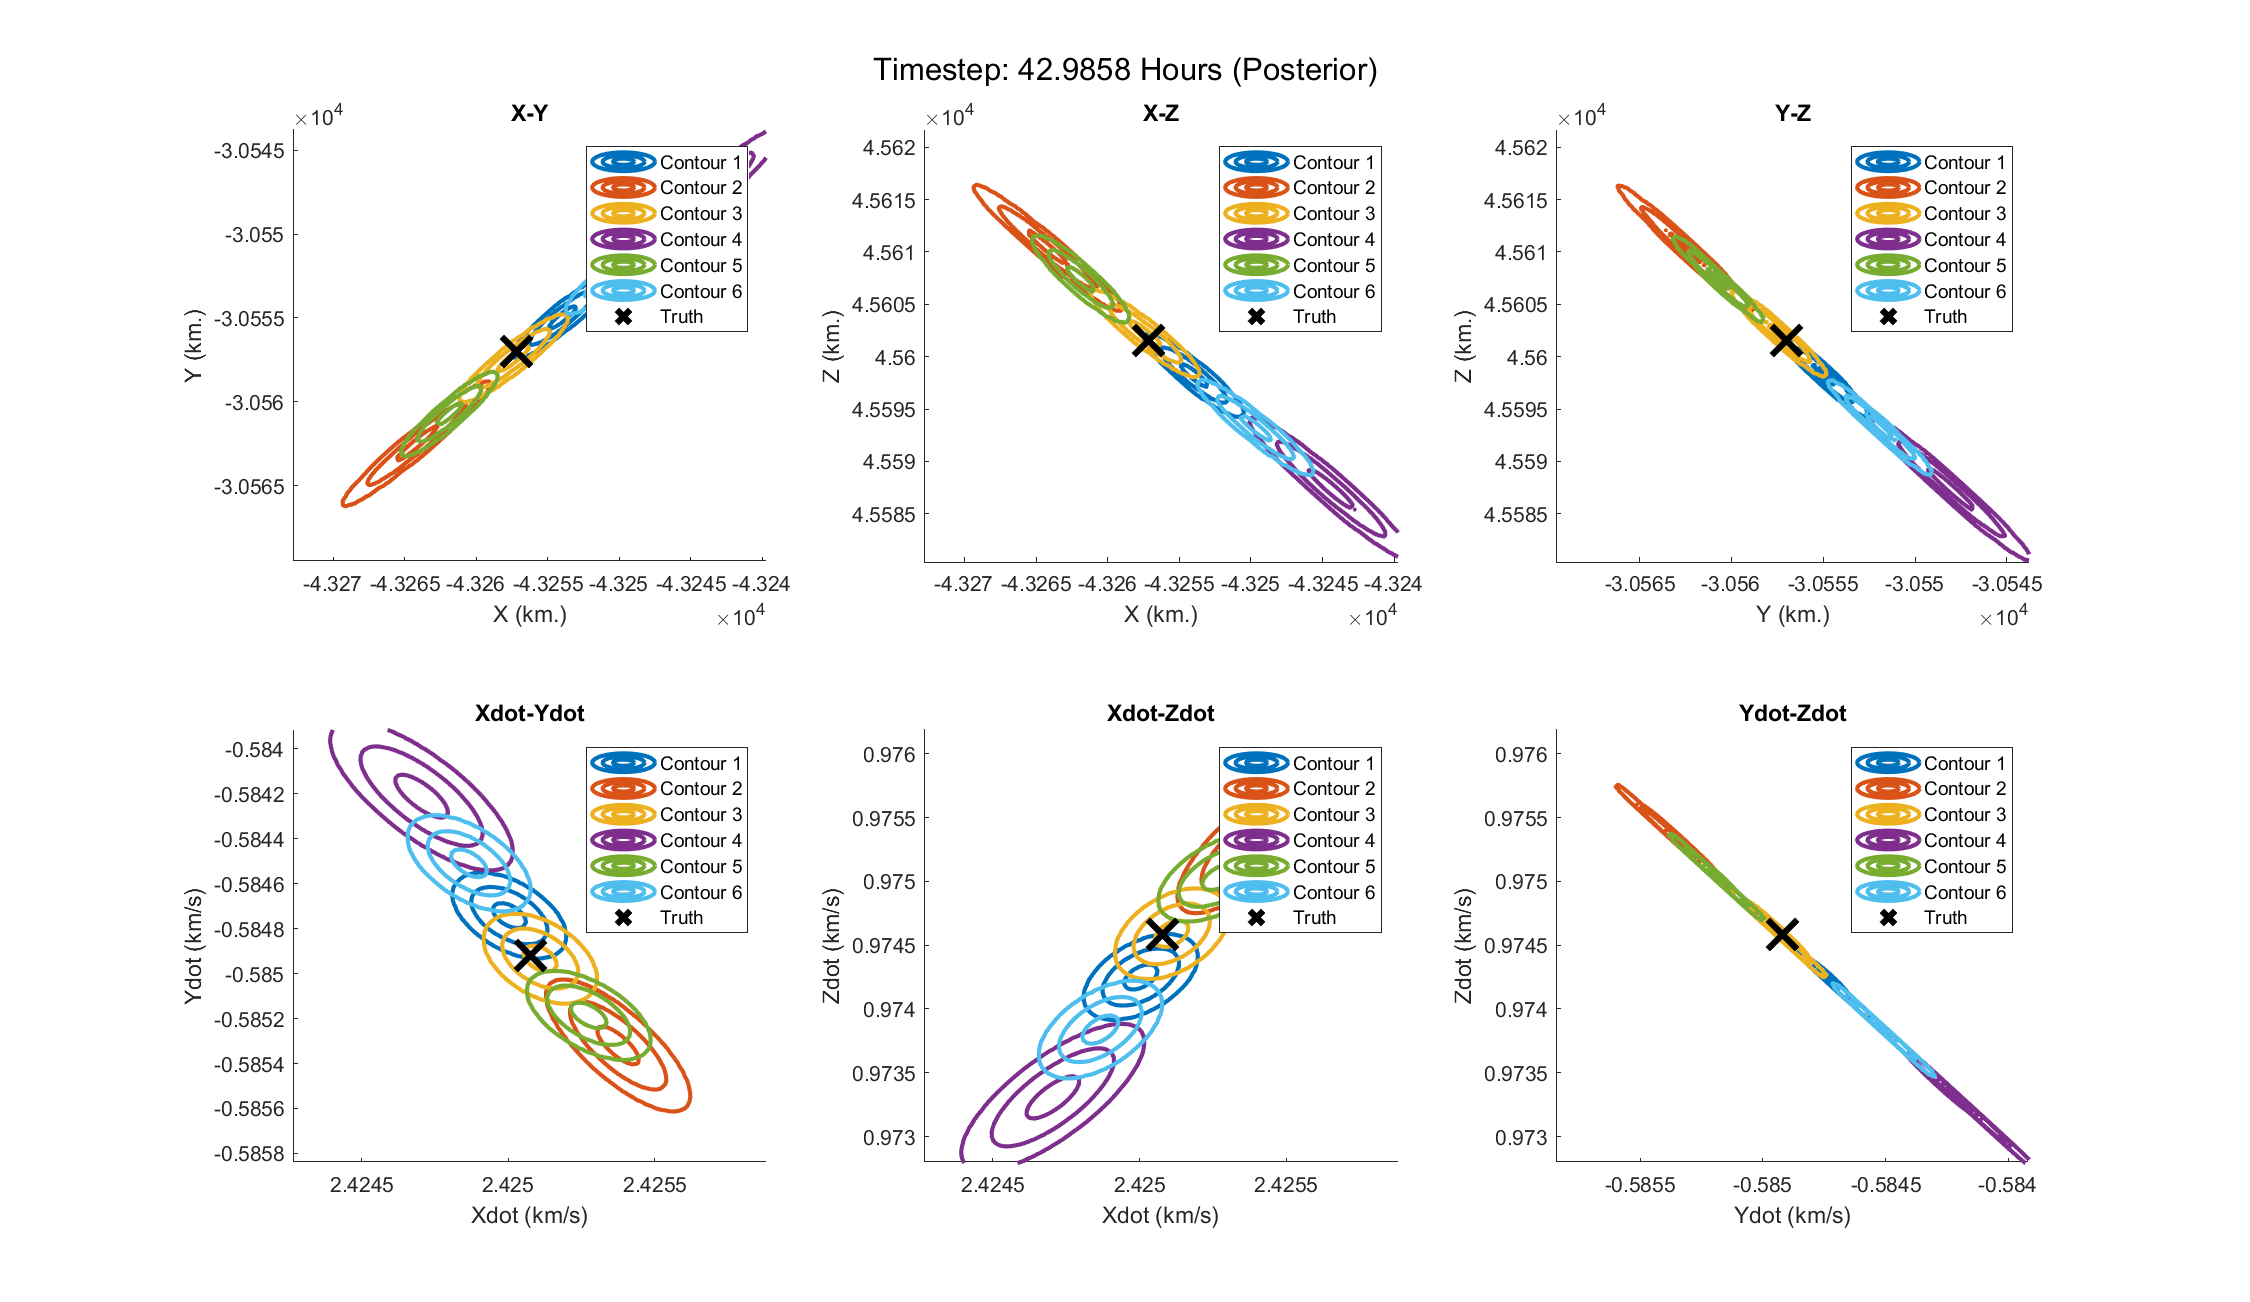 Timestep: 42.9858 Hours (Posterior)
X-Y
×10⁴
-3.0545
-3.055
-3.0555
-3.056
-3.0565
Y (km.)
-4.327 -4.3265 -4.326 -4.3255 -4.325 -4.3245 -4.324
X (km.)
×10⁴
Contour 1
Contour 2
Contour 3
Contour 4
Contour 5
Contour 6
Truth
X-Z
×10⁴
4.562
4.5615
4.561
4.5605
4.56
4.5595
4.559
4.5585
Z (km.)
-4.327 -4.3265 -4.326 -4.3255 -4.325 -4.3245 -4.324
X (km.)
×10⁴
Contour 1
Contour 2
Contour 3
Contour 4
Contour 5
Contour 6
Truth
Y-Z
×10⁴
4.562
4.5615
4.561
4.5605
4.56
4.5595
4.559
4.5585
Z (km.)
-3.0565 -3.056 -3.0555 -3.055 -3.0545
Y (km.)
×10⁴
Contour 1
Contour 2
Contour 3
Contour 4
Contour 5
Contour 6
Truth
Xdot-Ydot
-0.584
-0.5842
-0.5844
-0.5846
-0.5848
-0.585
-0.5852
-0.5854
-0.5856
-0.5858
Ydot (km/s)
2.4245 2.425 2.4255
Xdot (km/s)
Contour 1
Contour 2
Contour 3
Contour 4
Contour 5
Contour 6
Truth
Xdot-Zdot
0.976
0.9755
0.975
0.9745
0.974
0.9735
0.973
Zdot (km/s)
2.4245 2.425 2.4255
Xdot (km/s)
Contour 1
Contour 2
Contour 3
Contour 4
Contour 5
Contour 6
Truth
Ydot-Zdot
0.976
0.9755
0.975
0.9745
0.974
0.9735
0.973
Zdot (km/s)
-0.5855 -0.585 -0.5845 -0.584
Ydot (km/s)
Contour 1
Contour 2
Contour 3
Contour 4
Contour 5
Contour 6
Truth